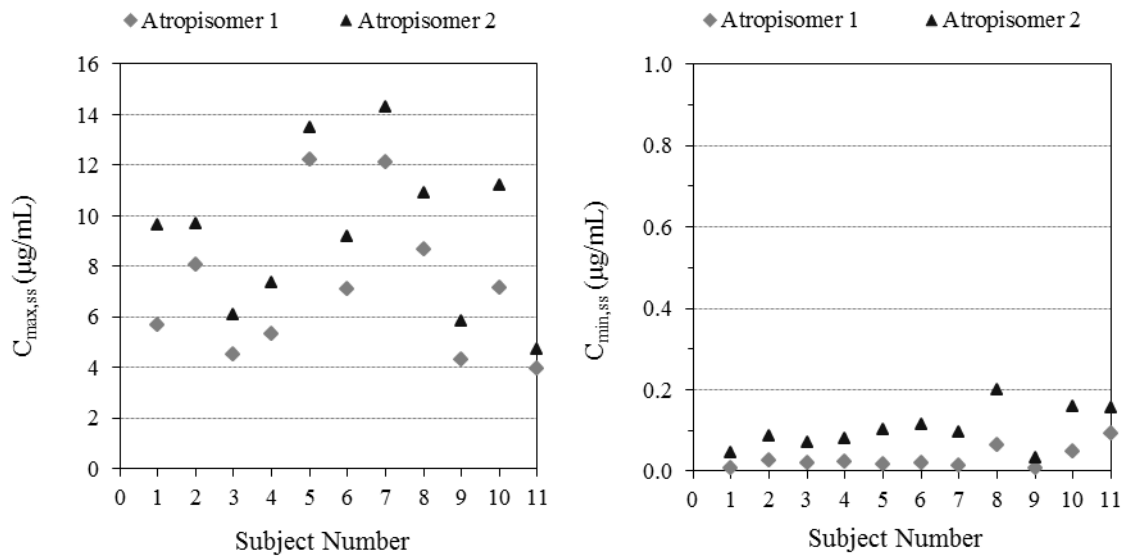 Atropisomer 1 Atropisomer 2
16
14
12
10
8
6
4
2
0
C max,ss (µg/mL)
0 1 2 3 4 5 6 7 8 9 10 11
Subject Number
Atropisomer 1 Atropisomer 2
1.0
0.8
0.6
0.4
0.2
0.0
C min,ss (µg/mL)
0 1 2 3 4 5 6 7 8 9 10 11
Subject Number